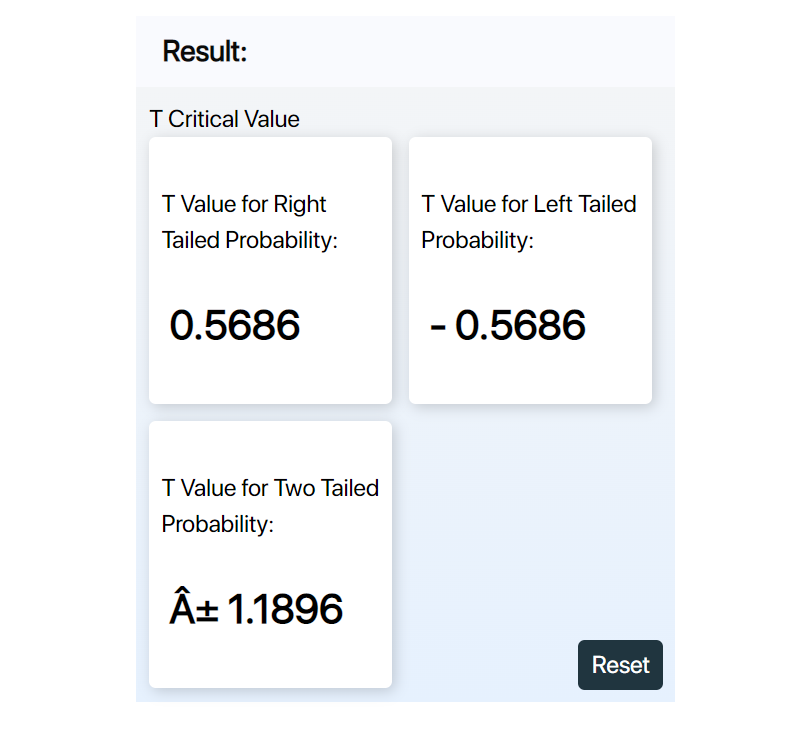 Result:
T Critical Value
T Value for Right
Tailed Probability:
0.5686
T Value for Left Tailed
Probability:
- 0.5686
T Value for Two Tailed
Probability:
Â± 1.1896
Reset